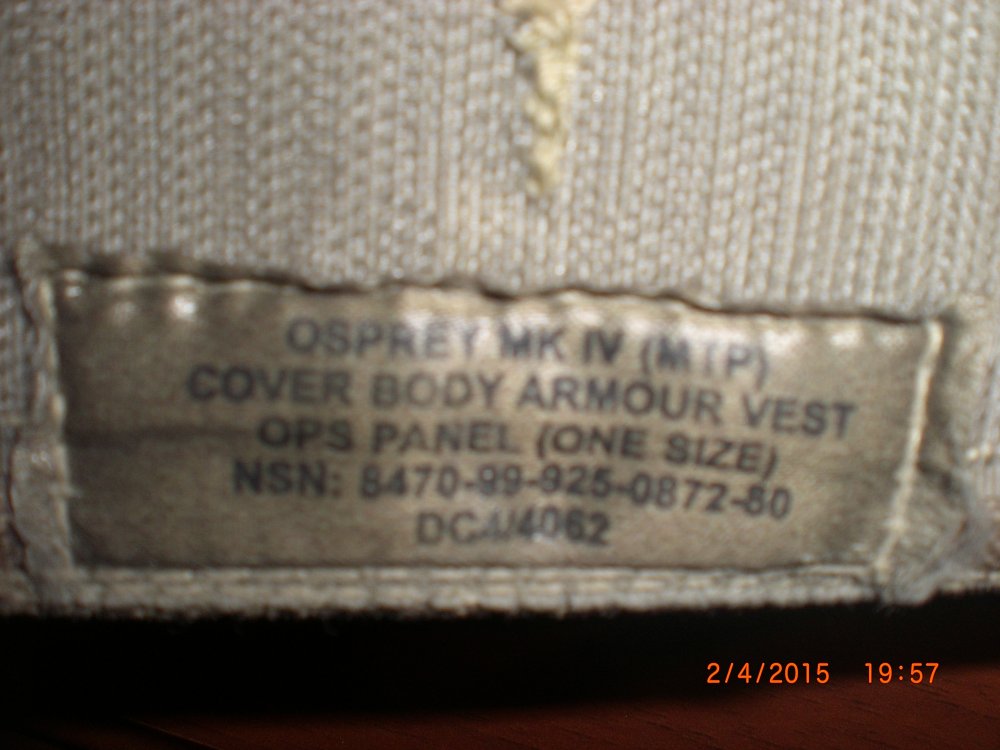 OSPREY MK IV (MTP)
COVER BODY ARMOUR VEST
OPS PANEL (ONE SIZE)
NSN: 8470-99-925-0872-80
DC4/4062
2/4/2015 19:57